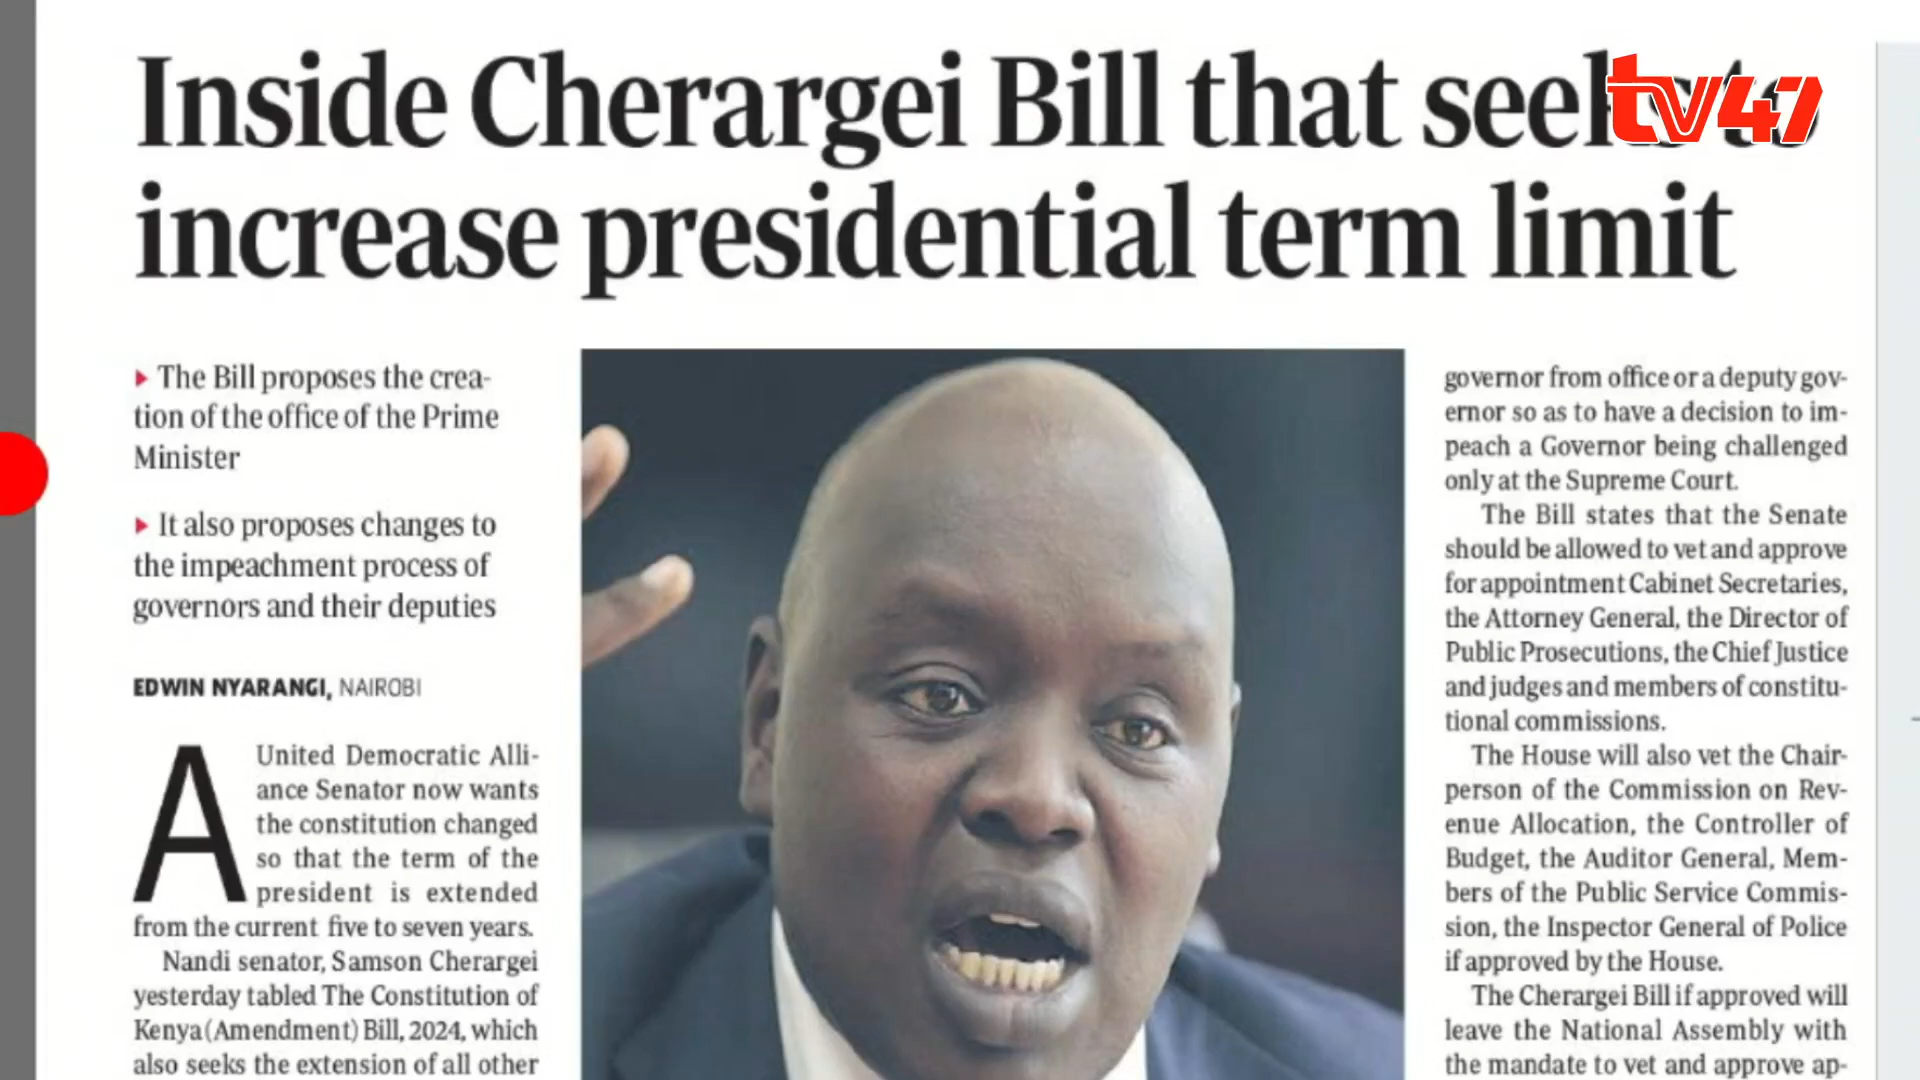 Inside Cherargei Bill that seeks to
increase presidential term limit
tv47
The Bill proposes the crea-
tion of the office of the Prime
Minister
It also proposes changes to
the impeachment process of
governors and their deputies
EDWIN NYARANGI, NAIROBI
A United Democratic Alli-
ance Senator now wants
the constitution changed
so that the term of the
president is extended
from the current five to seven years.
Nandi senator, Samson Cherargei
yesterday tabled The Constitution of
Kenya (Amendment) Bill, 2024, which
also seeks the extension of all other
governor from office or a deputy gov-
ernor so as to have a decision to im-
peach a Governor being challenged
only at the Supreme Court.
The Bill states that the Senate
should be allowed to vet and approve
for appointment Cabinet Secretaries,
the Attorney General, the Director of
Public Prosecutions, the Chief Justice
and judges and members of constitu-
tional commissions.
The House will also vet the Chair-
person of the Commission on Rev-
enue Allocation, the Controller of
Budget, the Auditor General, Mem-
bers of the Public Service Commis-
sion, the Inspector General of Police
if approved by the House.
The Cherargei Bill if approved will
leave the National Assembly with
the mandate to vet and approve ap-